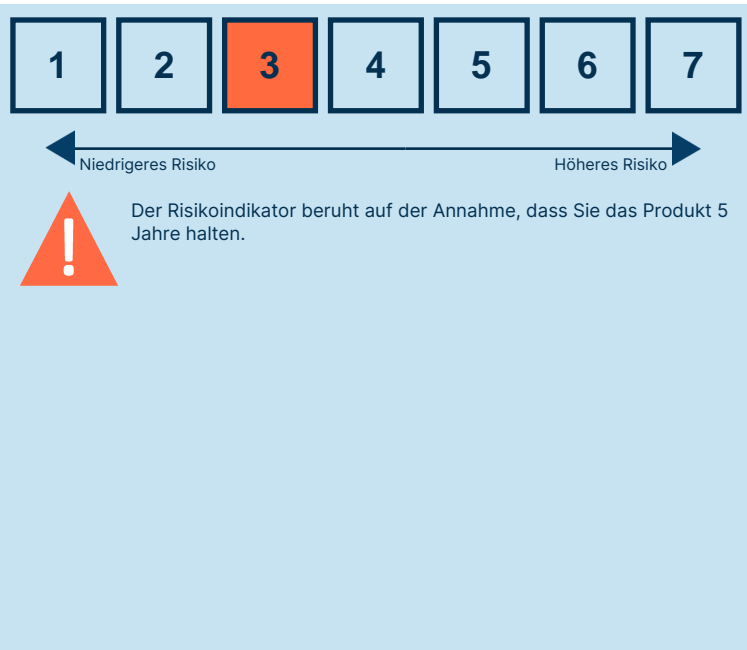 1 2 3 4 5 6 7
Niedrigeres Risiko Höheres Risiko
Der Risikoindikator beruht auf der Annahme, dass Sie das Produkt 5
Jahre halten.